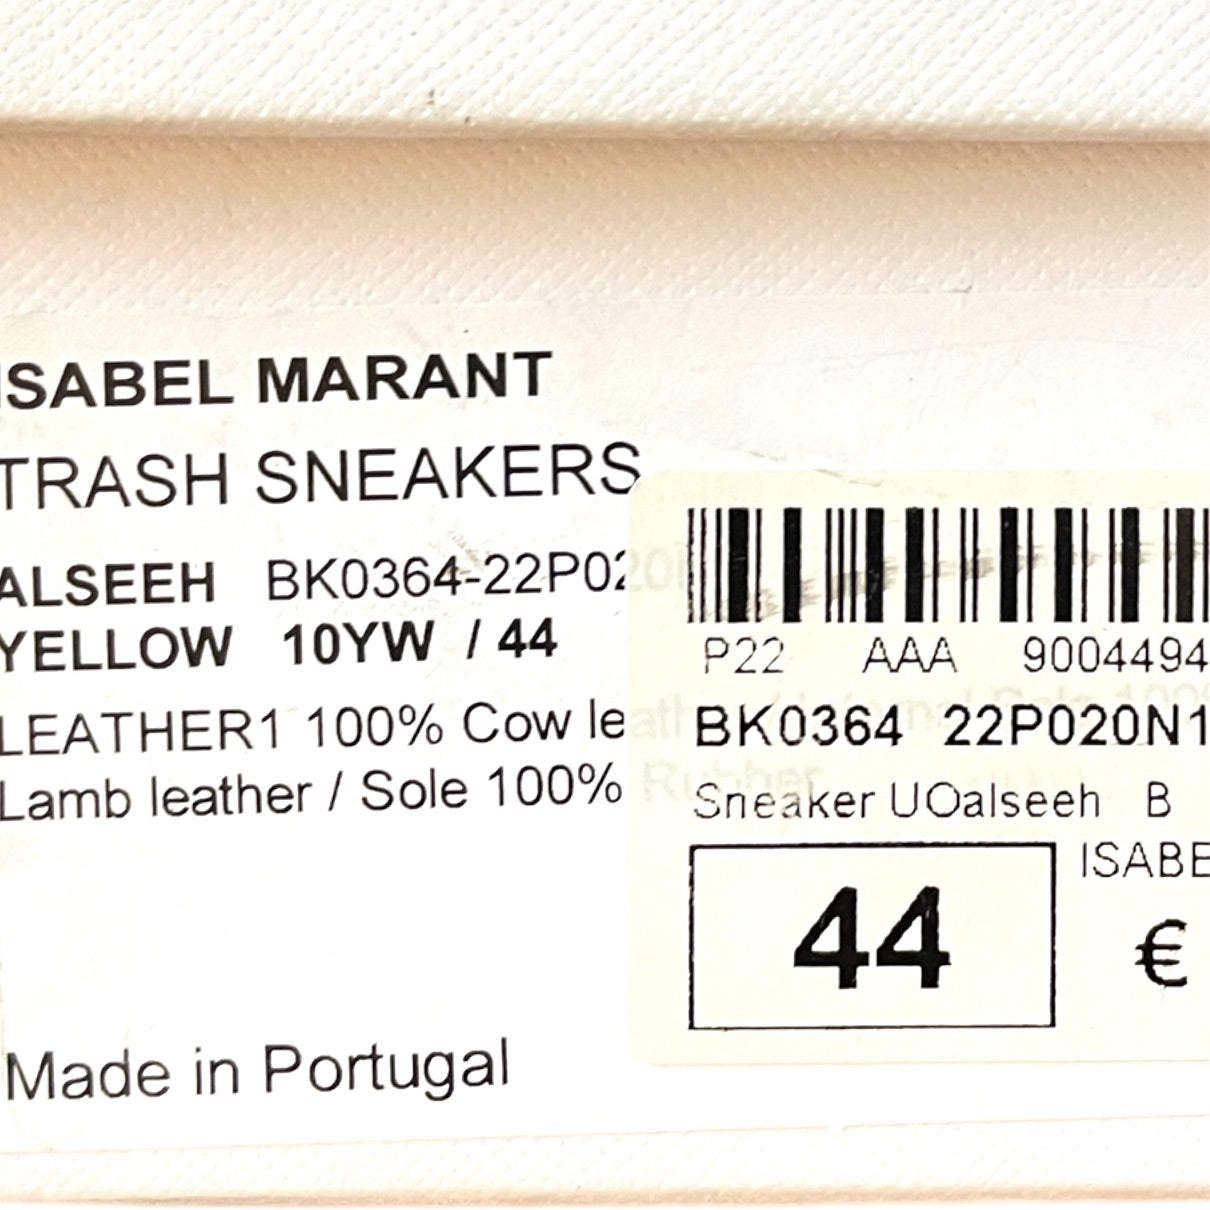 ISABEL MARANT
TRASH SNEAKERS
ALSEEH BK0364-22P02
YELLOW 10YW / 44
LEATHER1 100% Cow le
Lamb leather / Sole 100%
Made in Portugal
P22 AAA 9004494
BK0364 22P020N1
Sneaker UOalseeh B
44
ISABE
€